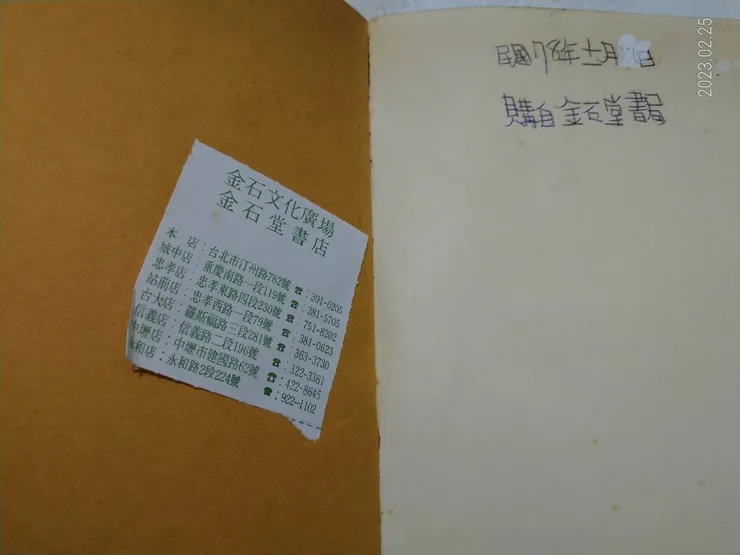 金石文化廣場
金石堂書店
本店：台北市汀州路782號 ☎：391-0205
城中店：重慶南路一段119號 ☎：381-5705
忠孝店：忠孝東路四段230號 ☎：751-8202
站前店：忠孝西路一段79號 ☎：381-0623
台大店：羅斯福路三段281號 ☎：363-3730
信義店：信義路二段196號 ☎：322-3361
中壢店：中壢市建國路62號 ☎：422-8645
永和店：永和路2段224號 ☎：922-1102
民國78年十一月 日
購自金石堂書局
2023.02.25